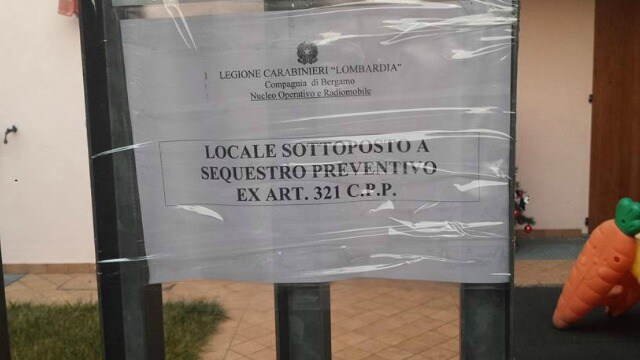 LEGIONE CARABINIERI "LOMBARDIA"
Compagnia di Bergamo
Nucleo Operativo e Radiomobile
LOCALE SOTTOPOSTO A
SEQUESTRO PREVENTIVO
EX ART. 321 C.P.P.